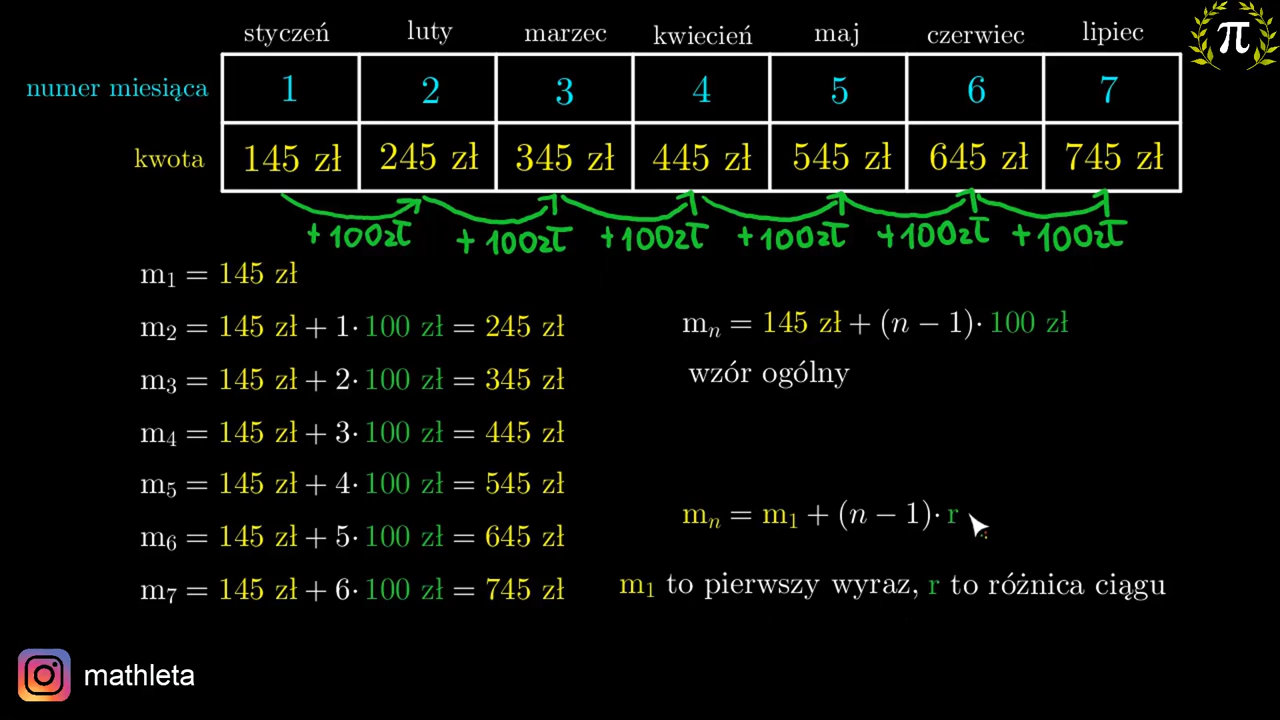 styczeń luty marzec kwiecień maj czerwiec lipiec
π
numer miesiąca 1 2 3 4 5 6 7
kwota 145 zł 245 zł 345 zł 445 zł 545 zł 645 zł 745 zł
+100zł +100zł +100zł +100zł +100zł +100zł
m₁ = 145 zł
m₂ = 145 zł + 1· 100 zł = 245 zł
m₃ = 145 zł + 2· 100 zł = 345 zł
m₄ = 145 zł + 3· 100 zł = 445 zł
m₅ = 145 zł + 4· 100 zł = 545 zł
m₆ = 145 zł + 5· 100 zł = 645 zł
m₇ = 145 zł + 6· 100 zł = 745 zł
mₙ = 145 zł + (n − 1)· 100 zł
wzór ogólny
mₙ = m₁ + (n − 1)· r
m₁ to pierwszy wyraz, r to różnica ciągu
mathleta